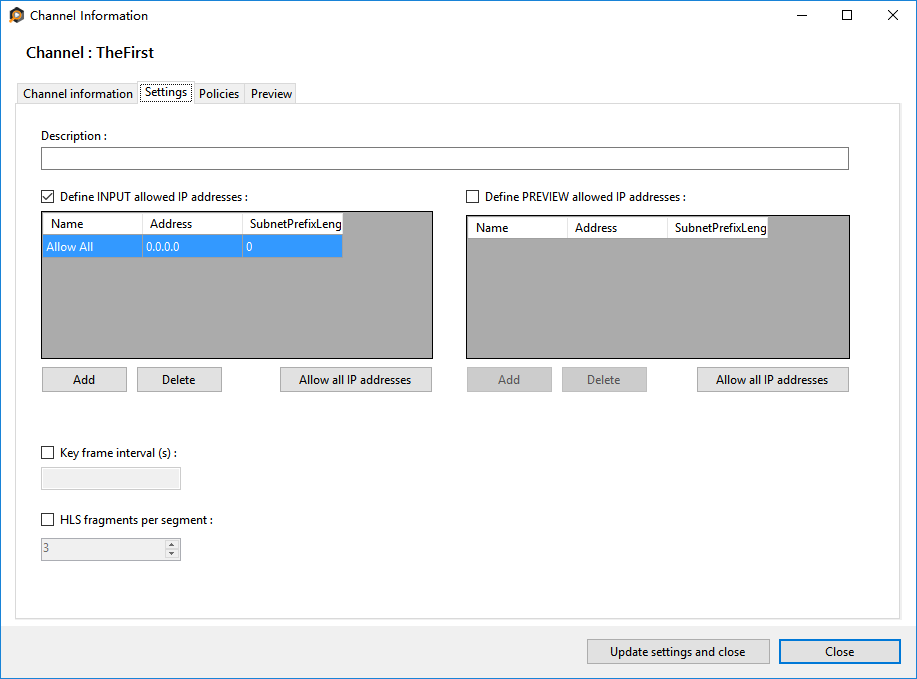 Channel Information
Channel : TheFirst
Channel information Settings Policies Preview
Description :
Define INPUT allowed IP addresses :
Name Address SubnetPrefixLeng
Allow All 0.0.0.0 0
Add Delete Allow all IP addresses
Define PREVIEW allowed IP addresses :
Name Address SubnetPrefixLeng
Add Delete Allow all IP addresses
Key frame interval (s) :
HLS fragments per segment :
3
Update settings and close Close